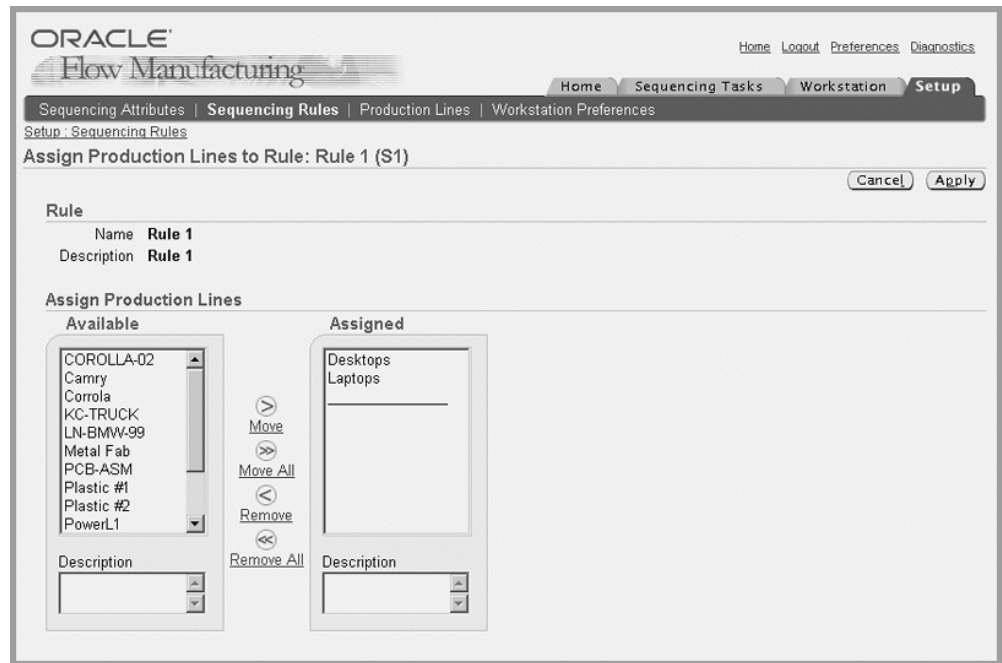 ORACLE'
Flow Manufacturing
Home Logout Preferences Diagnostics
Home Sequencing Tasks Workstation Setup
Sequencing Attributes | Sequencing Rules | Production Lines | Workstation Preferences
Setup : Sequencing Rules
Assign Production Lines to Rule: Rule 1 (S1)
Cancel Apply
Rule
Name Rule 1
Description Rule 1
Assign Production Lines
Available
COROLLA-02
Camry
Corrola
KC-TRUCK
LN-BMW-99
Metal Fab
PCB-ASM
Plastic #1
Plastic #2
PowerL1
Description
Move
Move All
Remove
Remove All
Assigned
Desktops
Laptops
Description